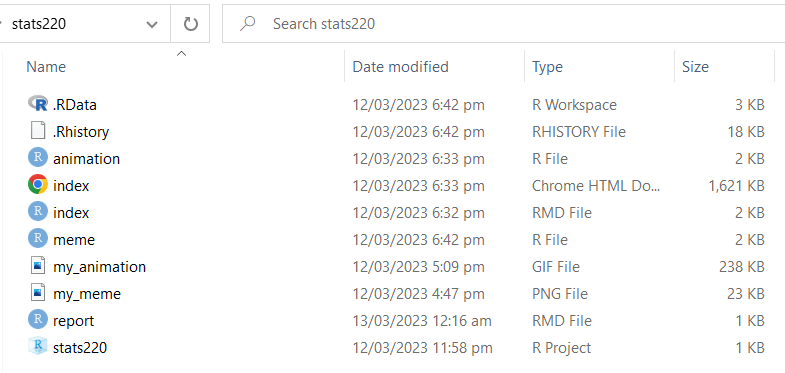 stats220 Search stats220
Name Date modified Type Size
.RData 12/03/2023 6:42 pm R Workspace 3 KB
.Rhistory 12/03/2023 6:42 pm RHISTORY File 18 KB
animation 12/03/2023 6:33 pm R File 2 KB
index 12/03/2023 6:33 pm Chrome HTML Do... 1,621 KB
index 12/03/2023 6:32 pm RMD File 2 KB
meme 12/03/2023 6:42 pm R File 2 KB
my_animation 12/03/2023 5:09 pm GIF File 238 KB
my_meme 12/03/2023 4:47 pm PNG File 23 KB
report 13/03/2023 12:16 am RMD File 1 KB
stats220 12/03/2023 11:58 pm R Project 1 KB